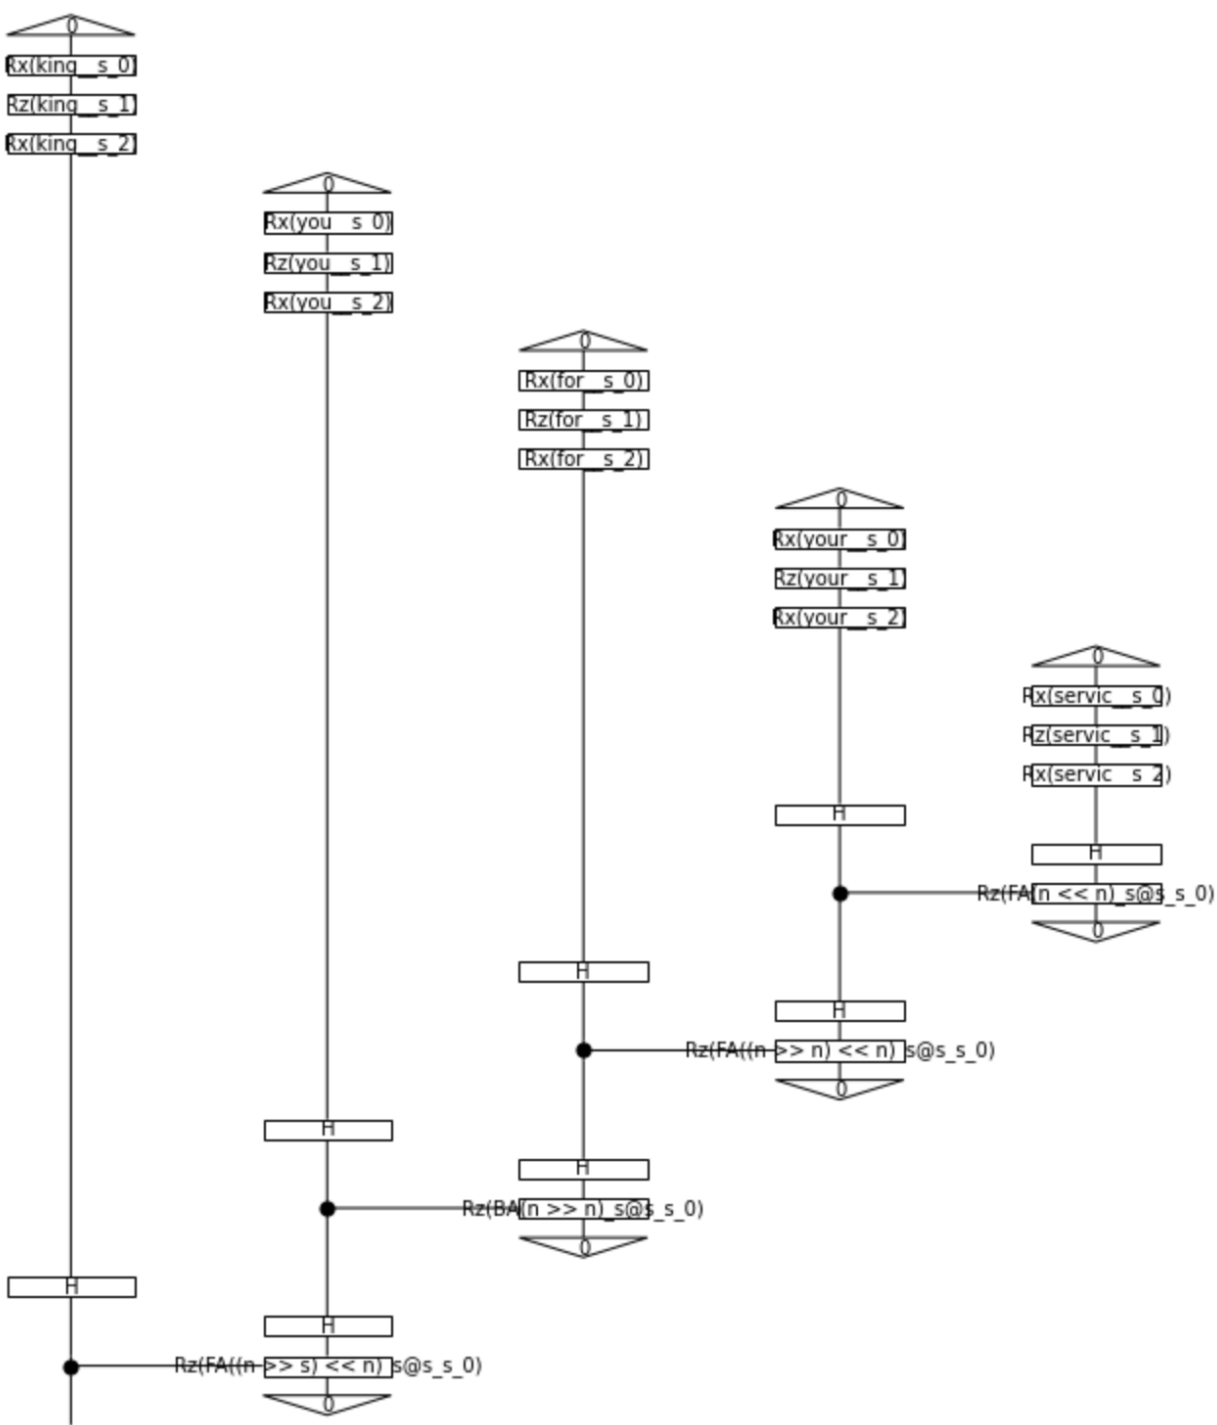 0
Rx(king__s_0)
Rz(king__s_1)
Rx(king__s_2)
0
Rx(you__s_0)
Rz(you__s_1)
Rx(you__s_2)
0
Rx(for__s_0)
Rz(for__s_1)
Rx(for__s_2)
0
Rx(your__s_0)
Rz(your__s_1)
Rx(your__s_2)
0
Rx(servic__s_0)
Rz(servic__s_1)
Rx(servic__s_2)
H
H
Rz(FA(n << n)_s@s_s_0)
0
H
H
Rz(FA((n >> n) << n)_s@s_s_0)
0
H
H
Rz(BA(n >> n)_s@s_s_0)
0
H
H
Rz(FA((n >> s) << n)_s@s_s_0)
0